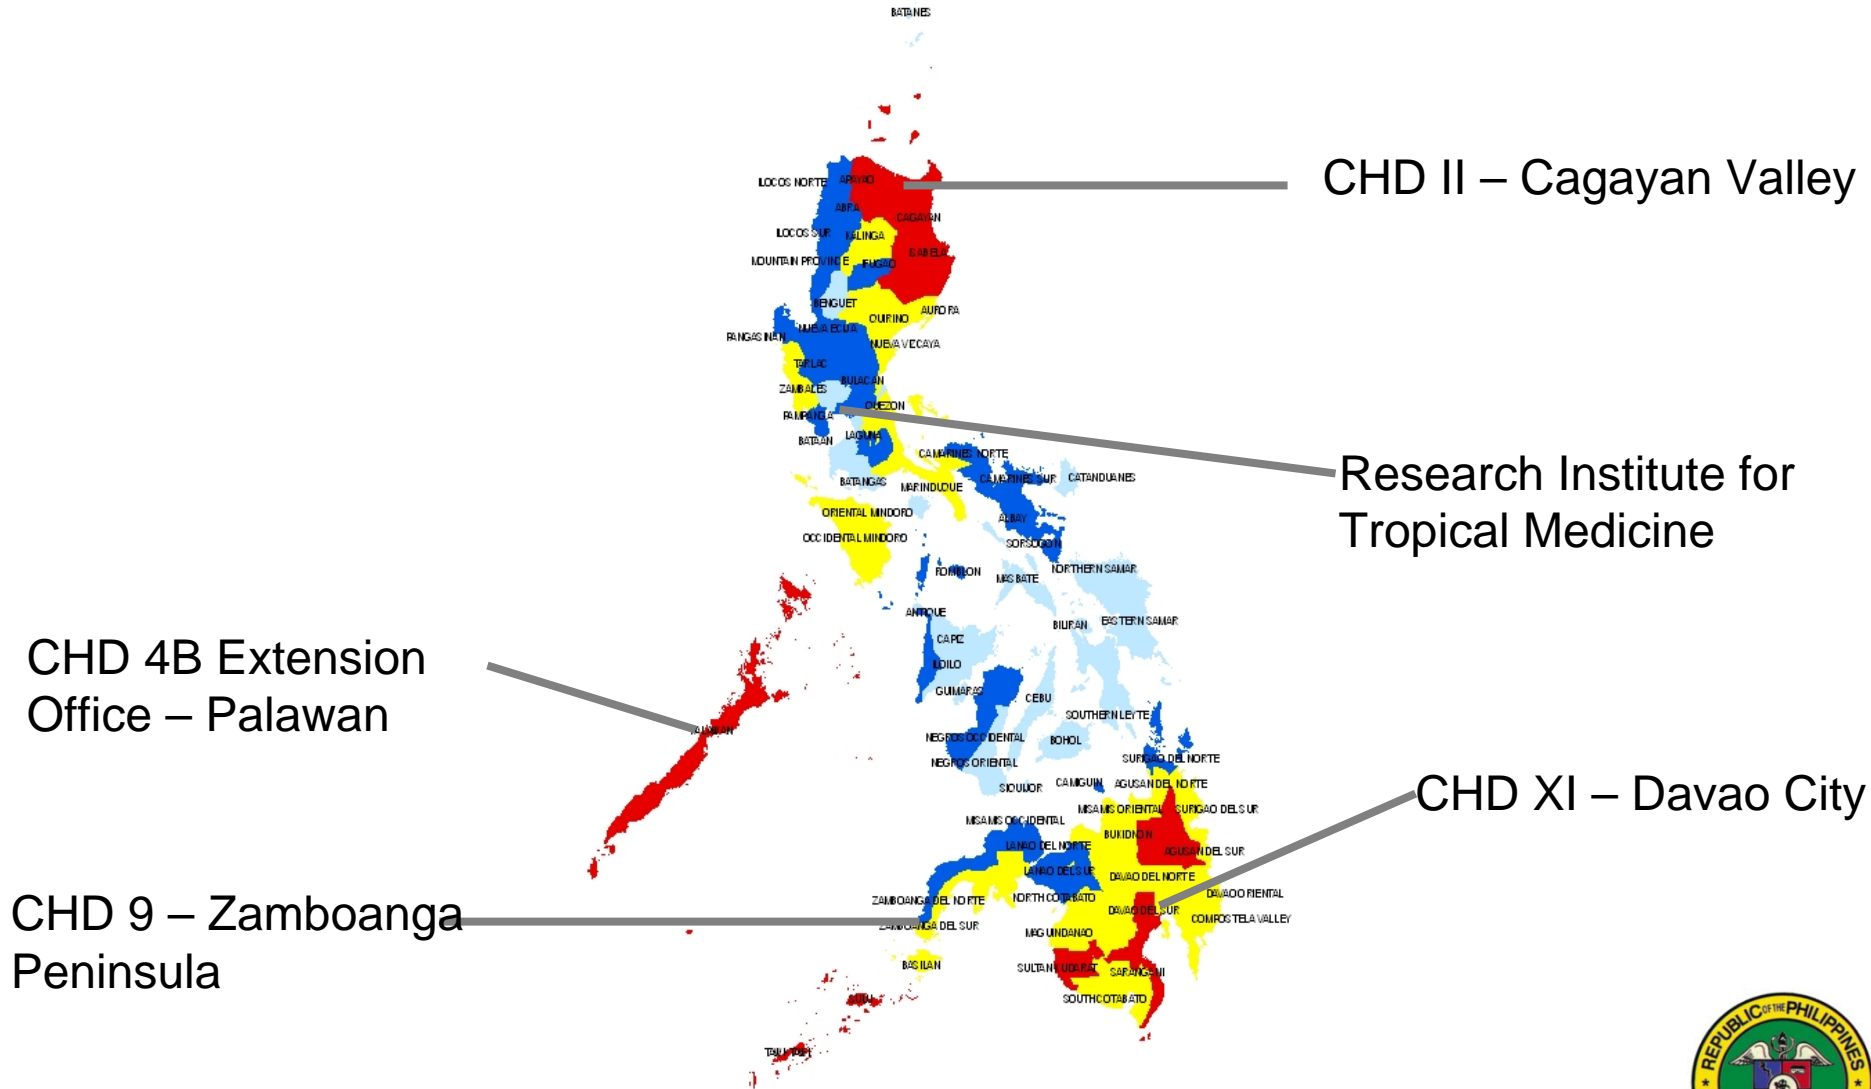 BATANES
CHD II – Cagayan Valley
ILOCOS NORTE
APAYAO
ABRA
CAGAYAN
ILOCOS SUR
KALINGA
MOUNTAIN PROVINCE
IFUGAO
ISABELA
BENGUET
AURORA
QUIRINO
NUEVA ECIJA
PANGASINAN
NUEVA VIZCAYA
TARLAC
BULACAN
ZAMBALES
QUEZON
PAMPANGA
BATAAN
LAGUNA
CAMARINES NORTE
Research Institute for
Tropical Medicine
BATANGAS
MARINDUQUE
CAMARINES SUR
CATANDUANES
ORIENTAL MINDORO
ALBAY
OCCIDENTAL MINDORO
SORSOGON
ROMBLON
MASBATE
NORTHERN SAMAR
ANTIQUE
CAPIZ
BILIRAN
EASTERN SAMAR
CHD 4B Extension
Office – Palawan
ILOILO
GUIMARAS
CEBU
SOUTHERN LEYTE
PALAWAN
NEGROS OCCIDENTAL
BOHOL
NEGROS ORIENTAL
SURIGAO DEL NORTE
SIQUIJOR
CAMIGUIN
AGUSAN DEL NORTE
CHD XI – Davao City
MISAMIS ORIENTAL
SURIGAO DEL SUR
MISAMIS OCCIDENTAL
BUKIDNON
LANAO DEL NORTE
AGUSAN DEL SUR
LANAO DEL SUR
DAVAO DEL NORTE
ZAMBOANGA DEL NORTE
NORTH COTABATO
DAVAO ORIENTAL
DAVAO DEL SUR
COMPOSTELA VALLEY
CHD 9 – Zamboanga
Peninsula
ZAMBOANGA DEL SUR
MAGUINDANAO
BASILAN
SULTAN KUDARAT
SARANGANI
SOUTH COTABATO
SULU
TAWI TAWI
REPUBLIC OF THE PHILIPPINES